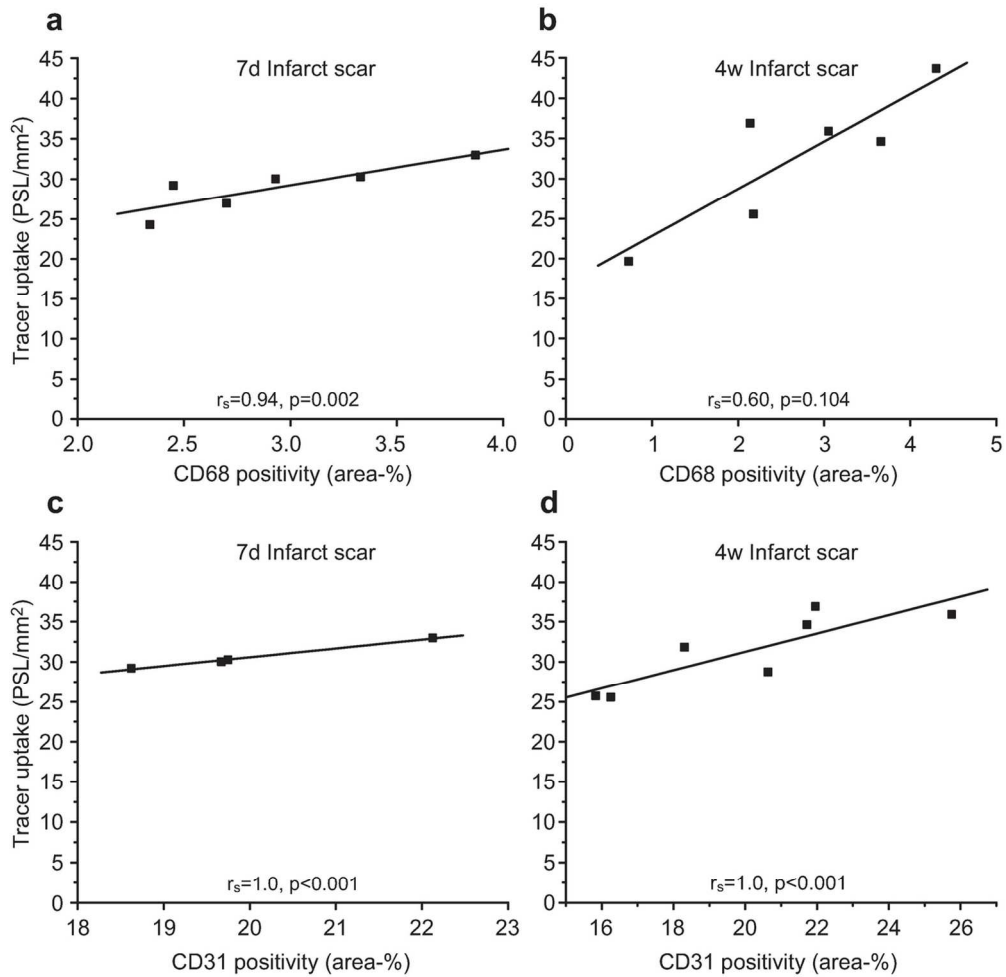 a
7d Infarct scar
45
40
35
30
25
20
15
10
5
0
Tracer uptake (PSL/mm²)
rs=0.94, p=0.002
2.0 2.5 3.0 3.5 4.0
CD68 positivity (area-%)
b
4w Infarct scar
45
40
35
30
25
20
15
10
5
0
rs=0.60, p=0.104
0 1 2 3 4 5
CD68 positivity (area-%)
c
7d Infarct scar
45
40
35
30
25
20
15
10
5
0
Tracer uptake (PSL/mm²)
rs=1.0, p<0.001
18 19 20 21 22 23
CD31 positivity (area-%)
d
4w Infarct scar
45
40
35
30
25
20
15
10
5
0
rs=1.0, p<0.001
16 18 20 22 24 26
CD31 positivity (area-%)